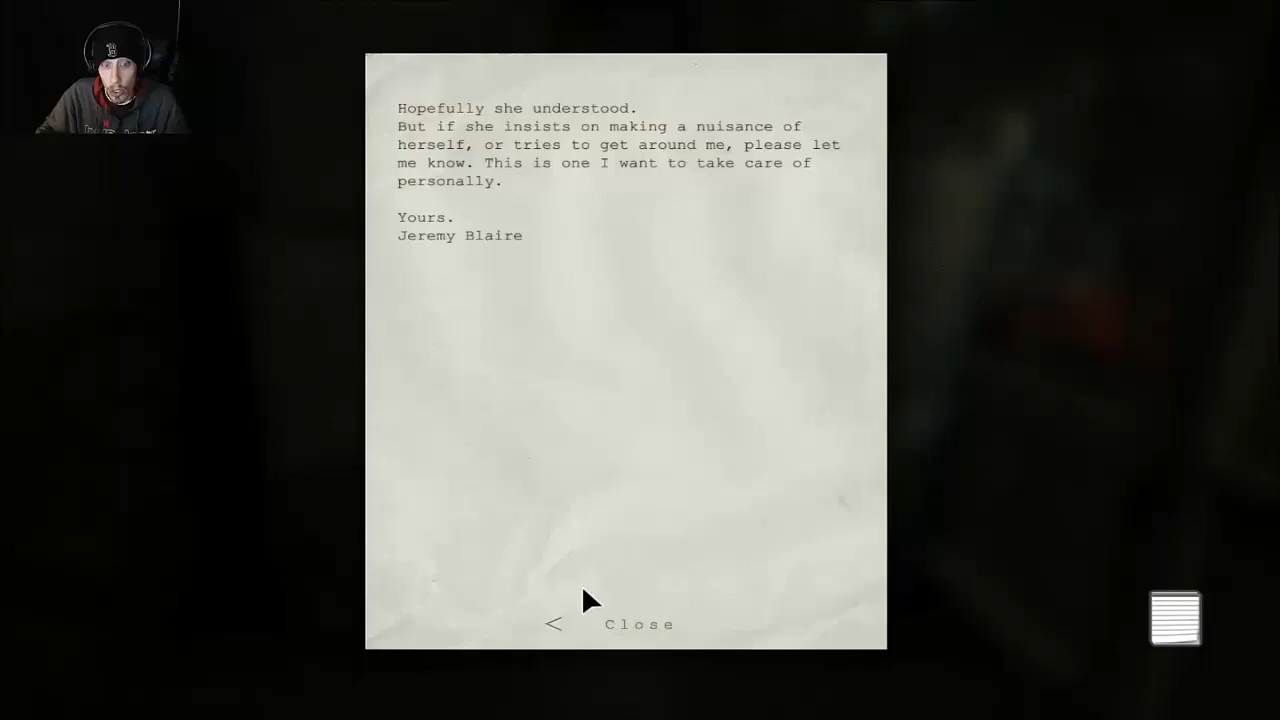 Hopefully she understood.
But if she insists on making a nuisance of
herself, or tries to get around me, please let
me know. This is one I want to take care of
personally.
Yours.
Jeremy Blaire
< Close